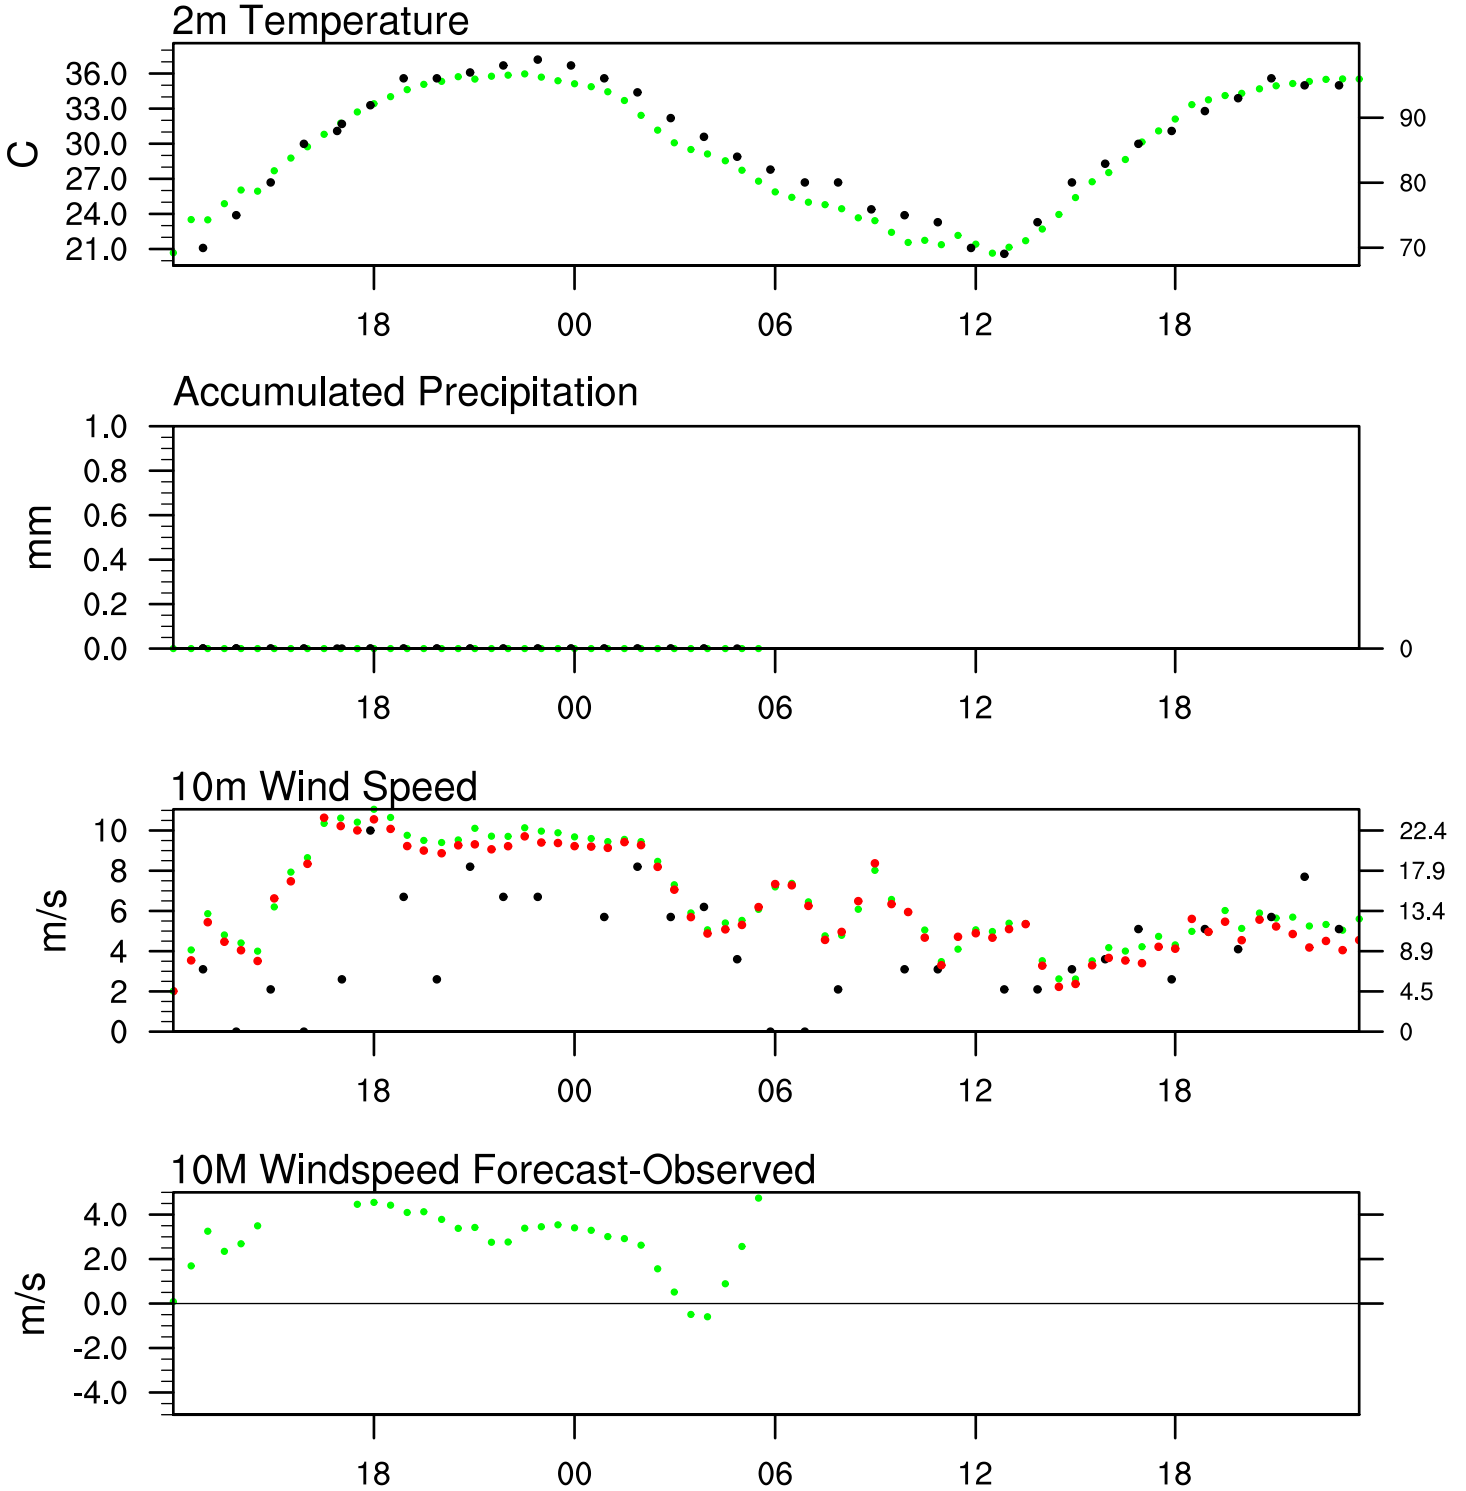 2m Temperature
36.0
33.0
30.0
27.0
24.0
21.0
C
90
80
70
18 00 06 12 18
Accumulated Precipitation
1.0
0.8
0.6
0.4
0.2
0.0
mm
0
18 00 06 12 18
10m Wind Speed
10
8
6
4
2
0
m/s
22.4
17.9
13.4
8.9
4.5
0
18 00 06 12 18
10M Windspeed Forecast-Observed
4.0
2.0
0.0
-2.0
-4.0
m/s
18 00 06 12 18